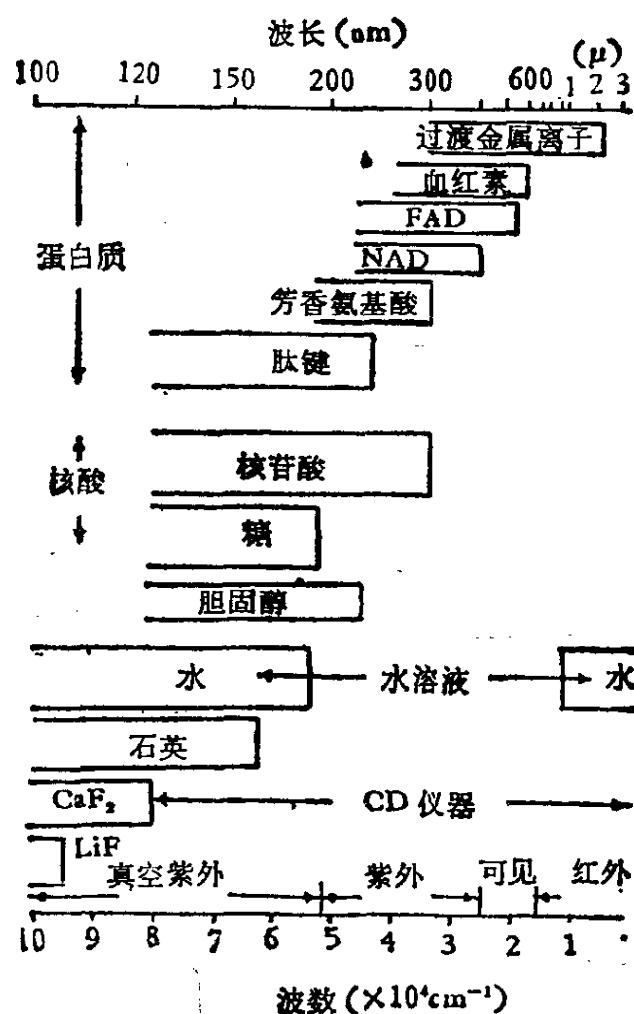 波长 (nm)
100 120 150 200 300 600 1 2 3 (μ)
过渡金属离子
血红素
FAD
蛋白质
NAD
芳香氨基酸
肽键
核酸
核苷酸
糖
胆固醇
水 水溶液 水
石英
CaF₂ CD 仪器
LiF
真空紫外 紫外 可见 红外
10 9 8 7 6 5 4 3 2 1
波数 (×10⁴cm⁻¹)